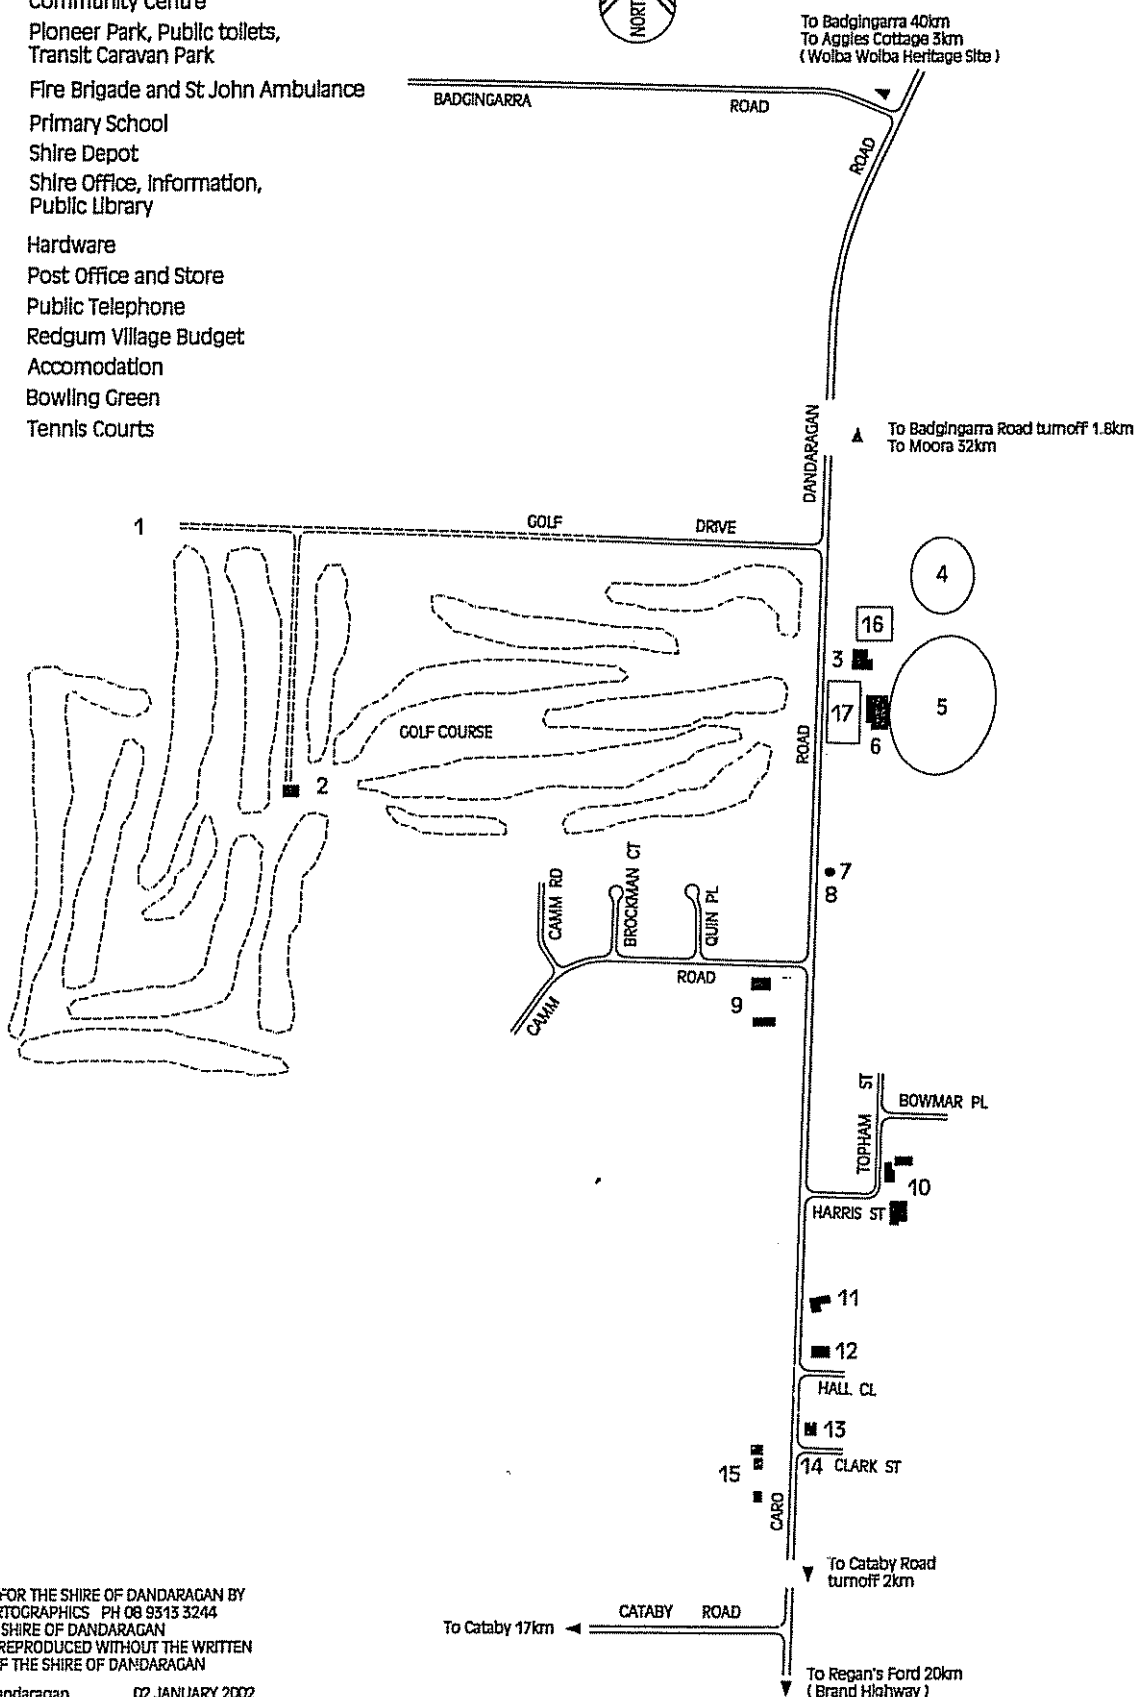 Community Centre
Pioneer Park, Public toilets,
Transit Caravan Park
Fire Brigade and St John Ambulance
Primary School
Shire Depot
Shire Office, Information,
Public Library
Hardware
Post Office and Store
Public Telephone
Redgum Village Budget
Accomodation
Bowling Green
Tennis Courts
NORT
To Badgingarra 40km
To Aggies Cottage 3km
(Wolba Wolba Heritage Site)
BADGINGARRA ROAD
ROAD
DANDARAGAN
To Badgingarra Road turnoff 1.8km
To Moora 32km
1
GOLF DRIVE
4
16
3
17
5
6
ROAD
GOLF COURSE
2
7
8
CAMM RD
BROCKMAN CT
QUIN PL
CAMM ROAD
9
TOPHAM ST
BOWMAR PL
10
HARRIS ST
11
12
HALL CL
13
14 CLARK ST
15
CARO
To Cataby Road
turnoff 2km
CATABY ROAD
To Cataby 17km
To Regan's Ford 20km
(Brand Highway)
FOR THE SHIRE OF DANDARAGAN BY
RTOGRAPHICS PH 08 9313 3244
SHIRE OF DANDARAGAN
REPRODUCED WITHOUT THE WRITTEN
F THE SHIRE OF DANDARAGAN
andaragan 02 JANUARY 2002